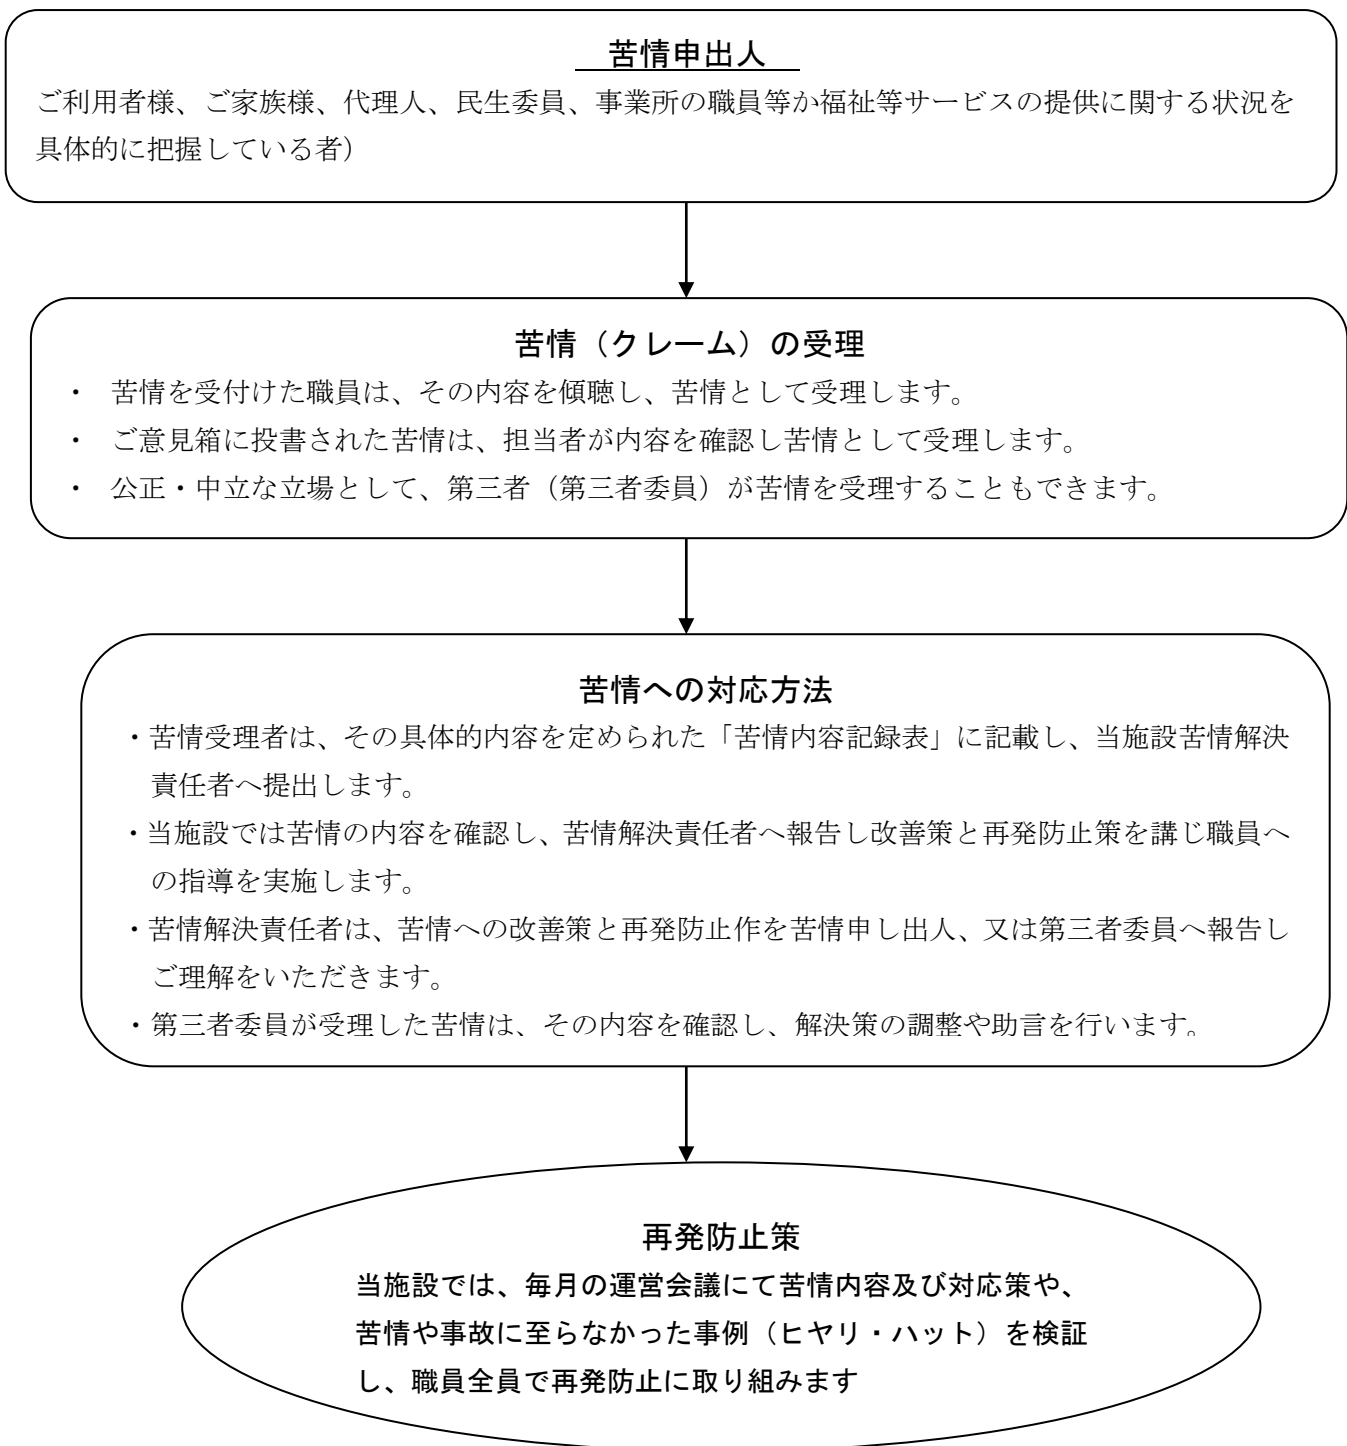 苦情申出人
ご利用者様、ご家族様、代理人、民生委員、事業所の職員等か福祉等サービスの提供に関する状況を
具体的に把握している者）
苦情（クレーム）の受理
・ 苦情を受付けた職員は、その内容を傾聴し、苦情として受理します。
・ ご意見箱に投書された苦情は、担当者が内容を確認し苦情として受理します。
・ 公正・中立な立場として、第三者（第三者委員）が苦情を受理することもできます。
苦情への対応方法
・苦情受理者は、その具体的内容を定められた「苦情内容記録表」に記載し、当施設苦情解決
責任者へ提出します。
・当施設では苦情の内容を確認し、苦情解決責任者へ報告し改善策と再発防止策を講じ職員へ
の指導を実施します。
・苦情解決責任者は、苦情への改善策と再発防止作を苦情申し出人、又は第三者委員へ報告し
ご理解をいただきます。
・第三者委員が受理した苦情は、その内容を確認し、解決策の調整や助言を行います。
再発防止策
当施設では、毎月の運営会議にて苦情内容及び対応策や、
苦情や事故に至らなかった事例（ヒヤリ・ハット）を検証
し、職員全員で再発防止に取り組みます